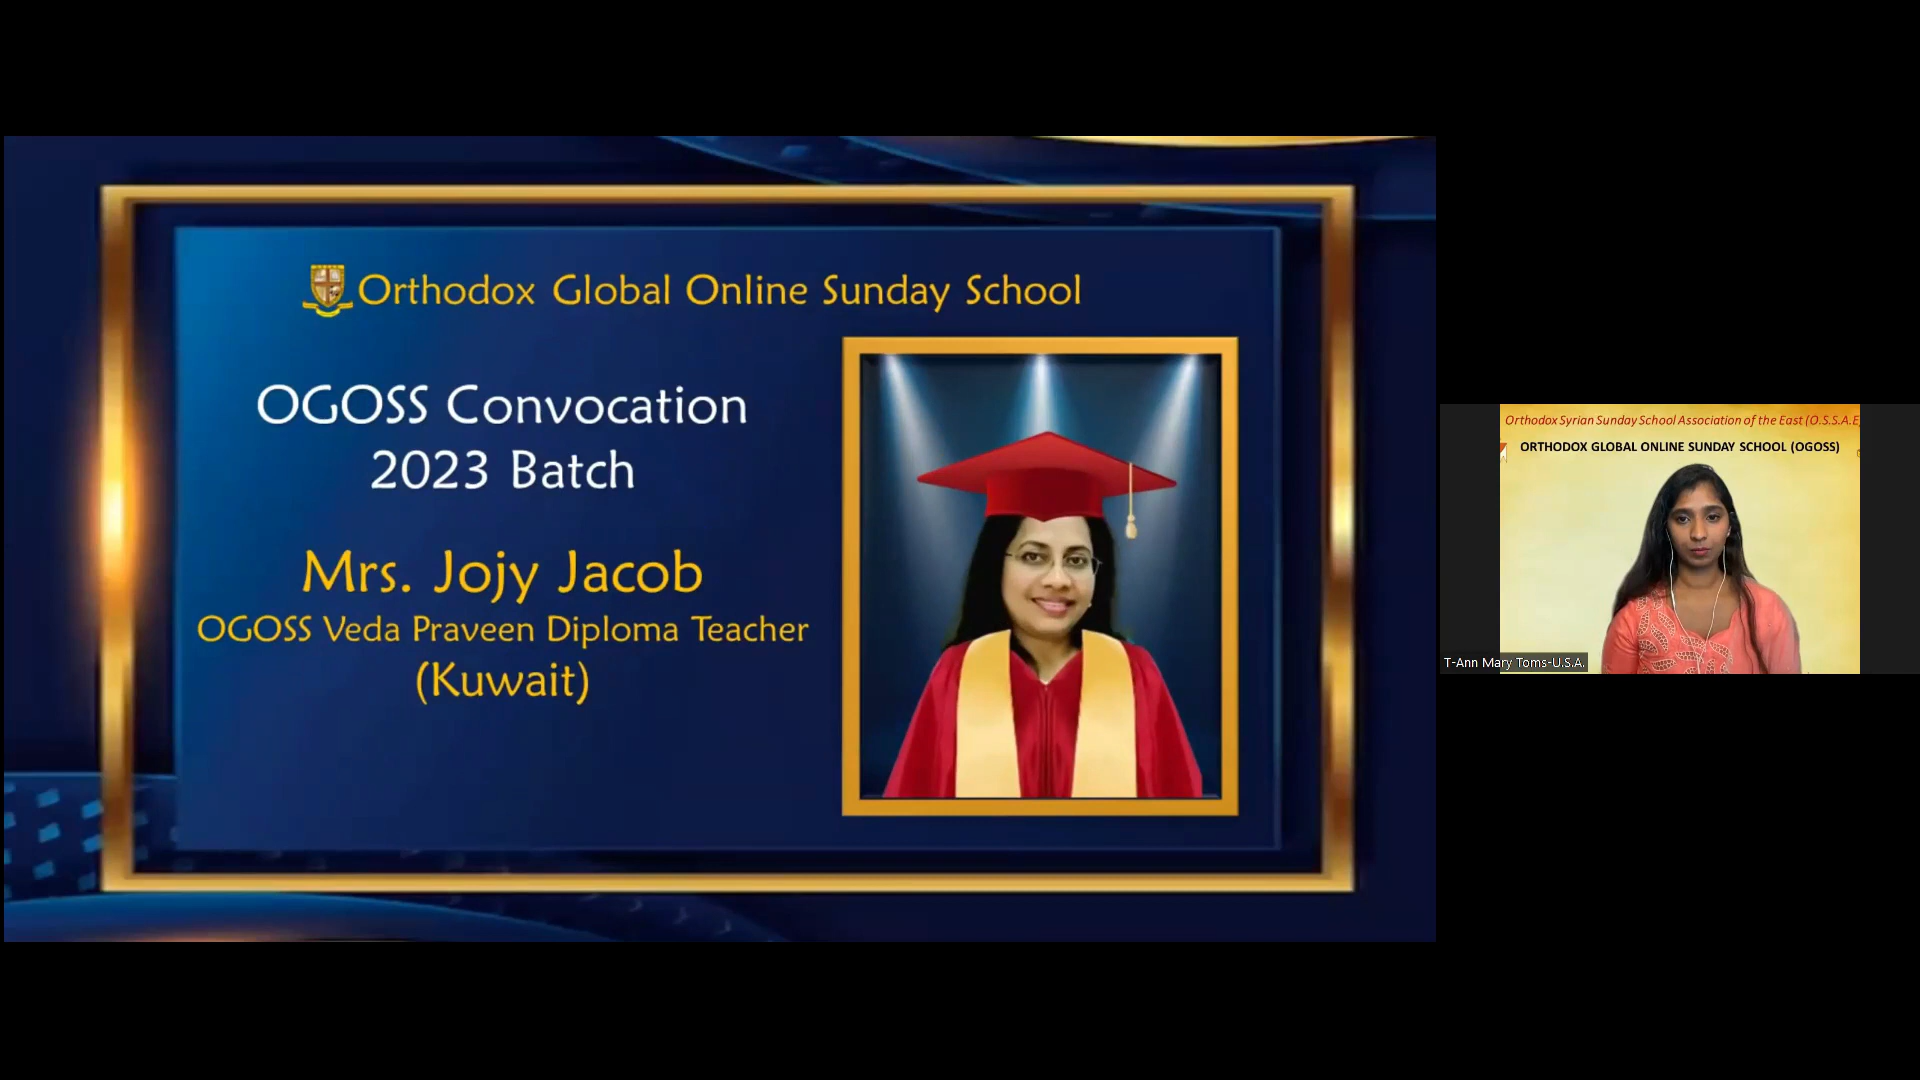 Orthodox Global Online Sunday School
OGOSS Convocation
2023 Batch
Mrs. Jojy Jacob
OGOSS Veda Praveen Diploma Teacher
(Kuwait)
Orthodox Syrian Sunday School Association of the East (O.S.S.A.E
ORTHODOX GLOBAL ONLINE SUNDAY SCHOOL (OGOSS)
T-Ann Mary Toms-U.S.A.